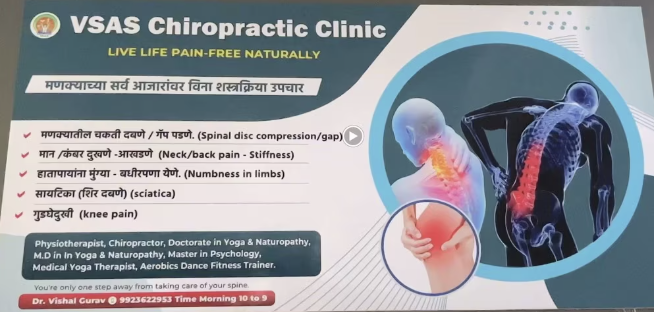 VSAS Chiropractic Clinic
LIVE LIFE PAIN-FREE NATURALLY
मणक्याच्या सर्व आजारांवर विना शस्त्रक्रिया उपचार
मणक्यातील चकती दबणे / गॅप पडणे. (Spinal disc compression/gap)
मान /कंबर दुखणे -आखडणे (Neck/back pain - Stiffness)
हातापायांना मुंग्या - बधीरपणा येणे. (Numbness in limbs)
सायटिका (शिर दबणे) (sciatica)
गुडघेदुखी (knee pain)
Physiotherapist, Chiropractor, Doctorate in Yoga & Naturopathy,
M.D in In Yoga & Naturopathy, Master in Psychology,
Medical Yoga Therapist, Aerobics Dance Fitness Trainer.
You're only one step away from taking care of your spine.
Dr. Vishal Gurav 9923622953 Time Morning 10 to 9